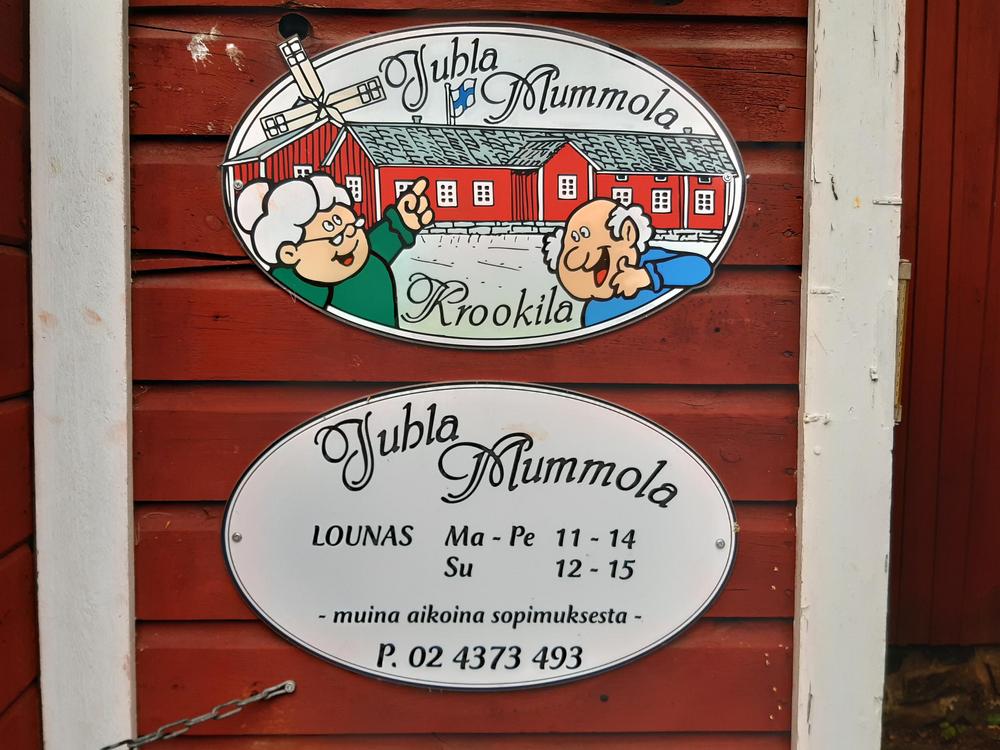 Juhla
Mummola
Krookila
Juhla
Mummola
LOUNAS Ma - Pe 11 - 14
Su 12 - 15
- muina aikoina sopimuksesta -
P. 02 4373 493